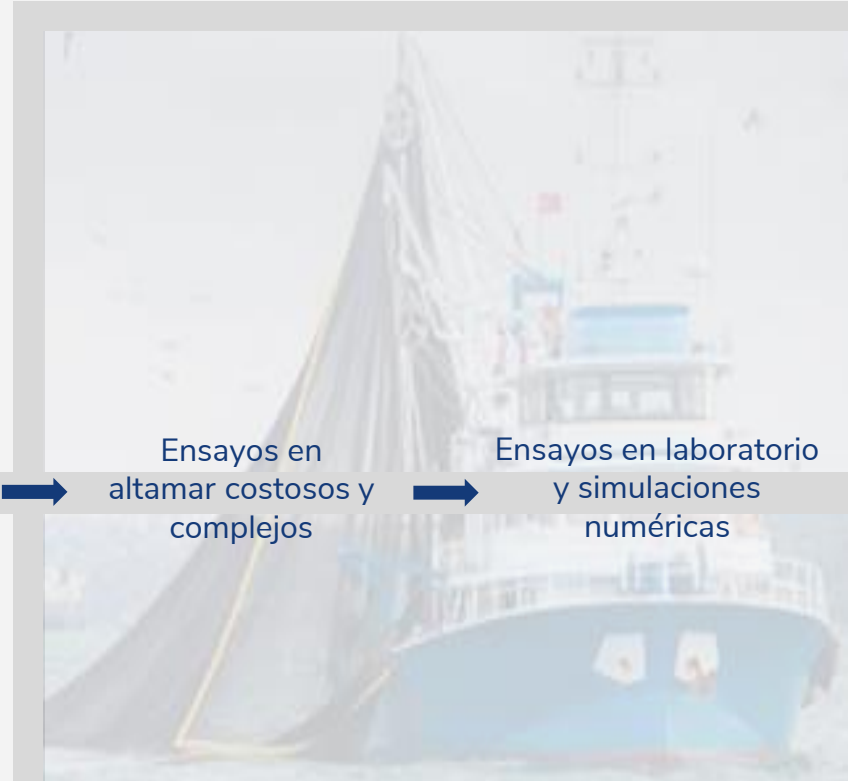 Ensayos en
altamar costosos y
complejos
Ensayos en laboratorio
y simulaciones
numéricas